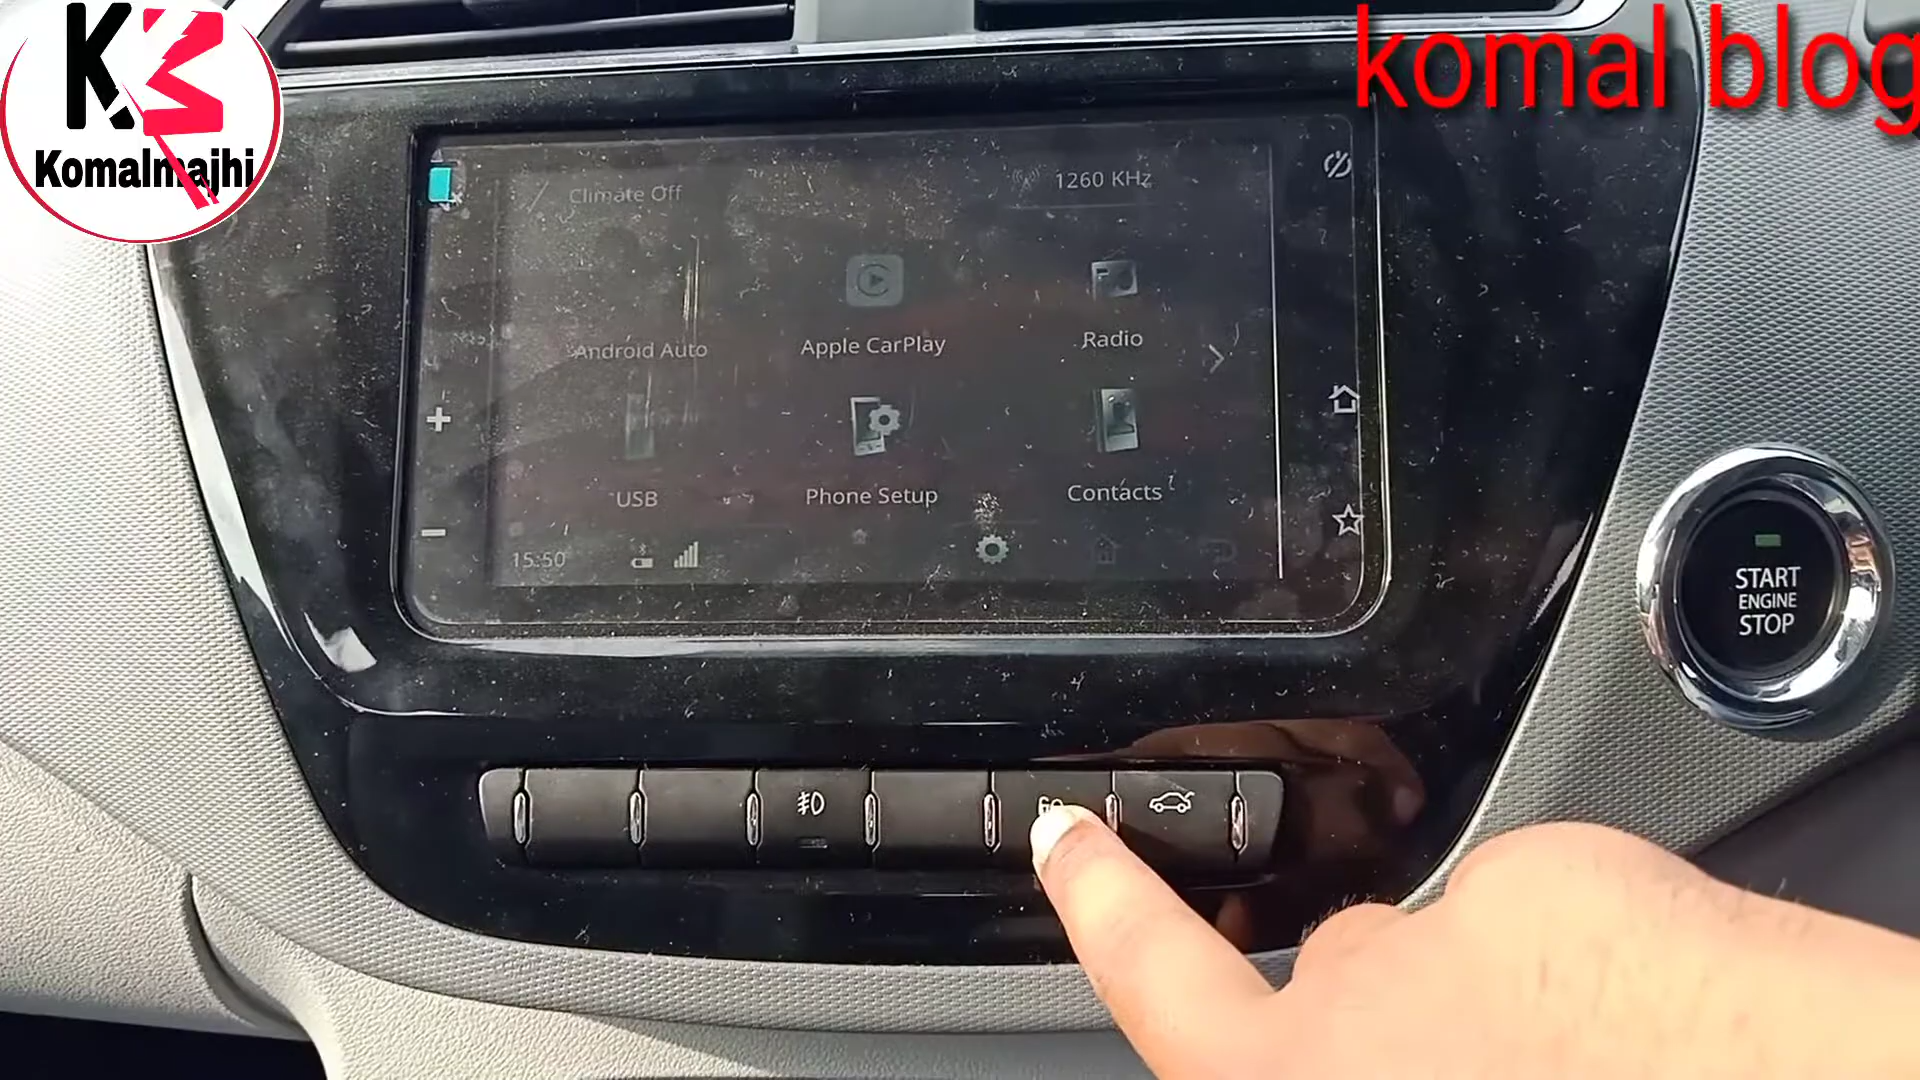 KM
Komalmajhi
komal blog
Climate Off
1260 KHz
Android Auto
Apple CarPlay
Radio
USB
Phone Setup
Contacts
15:50
START
ENGINE
STOP